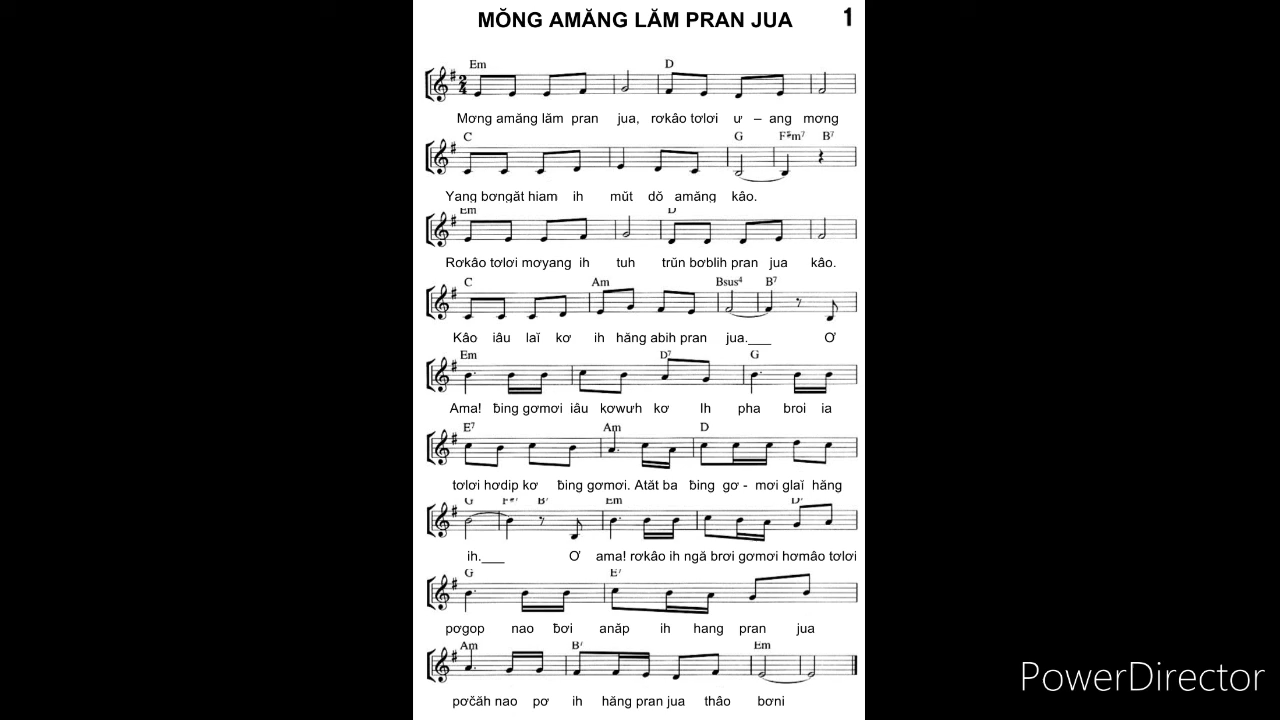 MŎNG AMĂNG LĂM PRAN JUA 1
Em D
Mơng amăng lăm pran jua, rơkâo tơlơi ư – ang mơng
C G F#m7 B7
Yang bơngăt hiam ih mŭt dŏ amăng kâo.
Em D
Rơkâo tơlơi mơyang ih tuh trŭn bơblih pran jua kâo.
C Am Bsus4 B7
Kâo iâu laĭ kơ ih hăng abih pran jua.___ Ơ
Em D7 G
Ama! ƀing gơmơi iâu kơwưh kơ Ih pha broi ia
E7 Am D
tơlơi hơdip kơ ƀing gơmơi. Atăt ba ƀing gơ - mơi glaĭ hăng
G F#7 B7 Em D7
ih.___ Ơ ama! rơkâo ih ngă brơi gơmơi hơmâo tơlơi
G E7
pơgop nao ƀơi anăp ih hang pran jua
Am B7 Em
pơčăh nao pơ ih hăng pran jua thâo bơni
PowerDirector